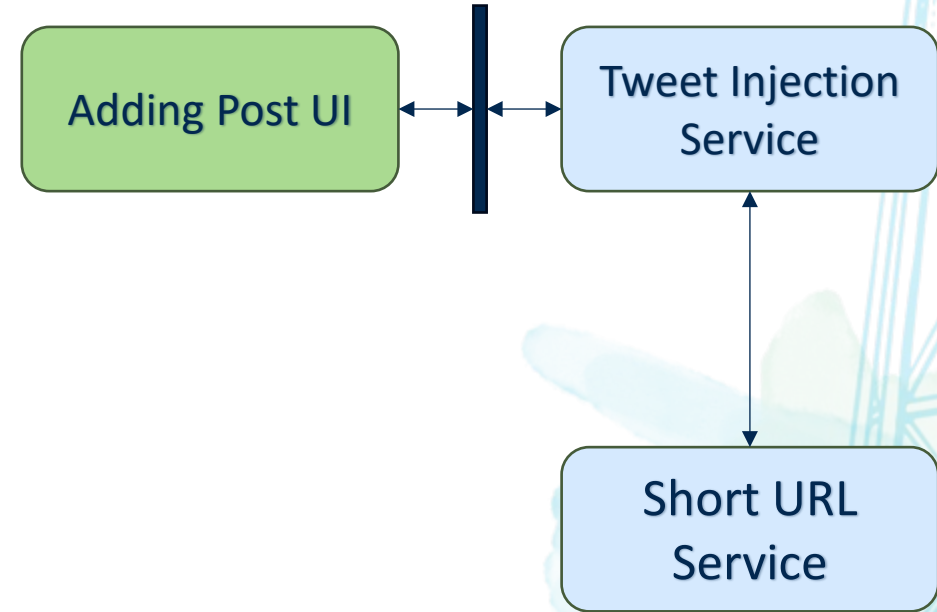 Adding Post UI
Tweet Injection
Service
Short URL
Service